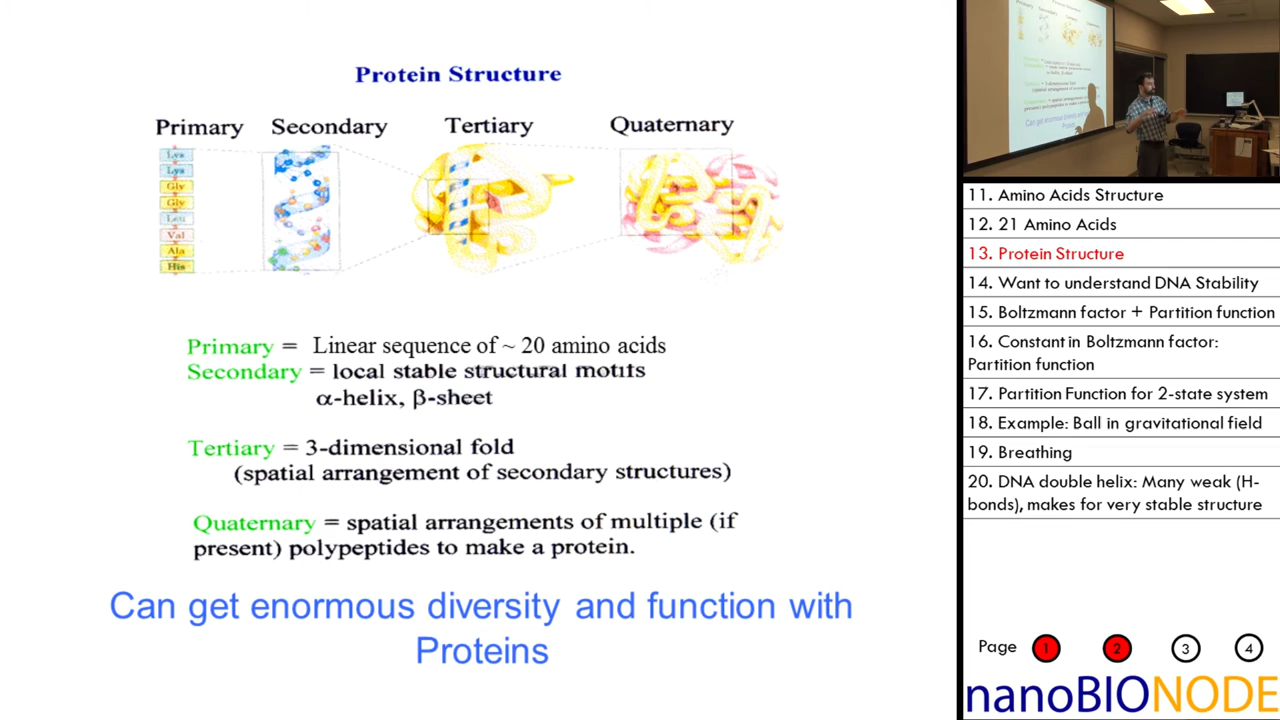 Protein Structure
Primary Secondary Tertiary Quaternary
Lys
Lys
Gly
Gly
Leu
Val
Ala
His
Primary = Linear sequence of ~ 20 amino acids
Secondary = local stable structural motifs
α-helix, β-sheet
Tertiary = 3-dimensional fold
(spatial arrangement of secondary structures)
Quaternary = spatial arrangements of multiple (if
present) polypeptides to make a protein.
Can get enormous diversity and function with
Proteins
11. Amino Acids Structure
12. 21 Amino Acids
13. Protein Structure
14. Want to understand DNA Stability
15. Boltzmann factor + Partition function
16. Constant in Boltzmann factor:
Partition function
17. Partition Function for 2-state system
18. Example: Ball in gravitational field
19. Breathing
20. DNA double helix: Many weak (H-
bonds), makes for very stable structure
Page 1 2 3 4
nanoBIONODE